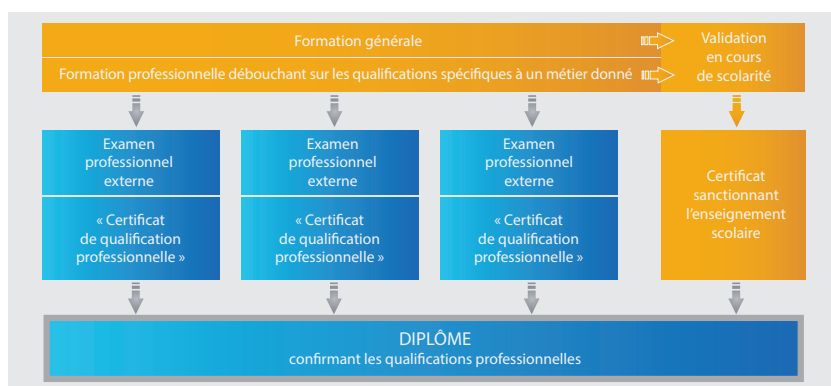 Formation générale
Formation professionnelle débouchant sur les qualifications spécifiques à un métier donné
Validation
en cours
de scolarité
Examen
professionnel
externe
« Certificat
de qualification
professionnelle »
Examen
professionnel
externe
« Certificat
de qualification
professionnelle »
Examen
professionnel
externe
« Certificat
de qualification
professionnelle »
Certificat
sanctionnant
l'enseignement
scolaire
DIPLÔME
confirmant les qualifications professionnelles